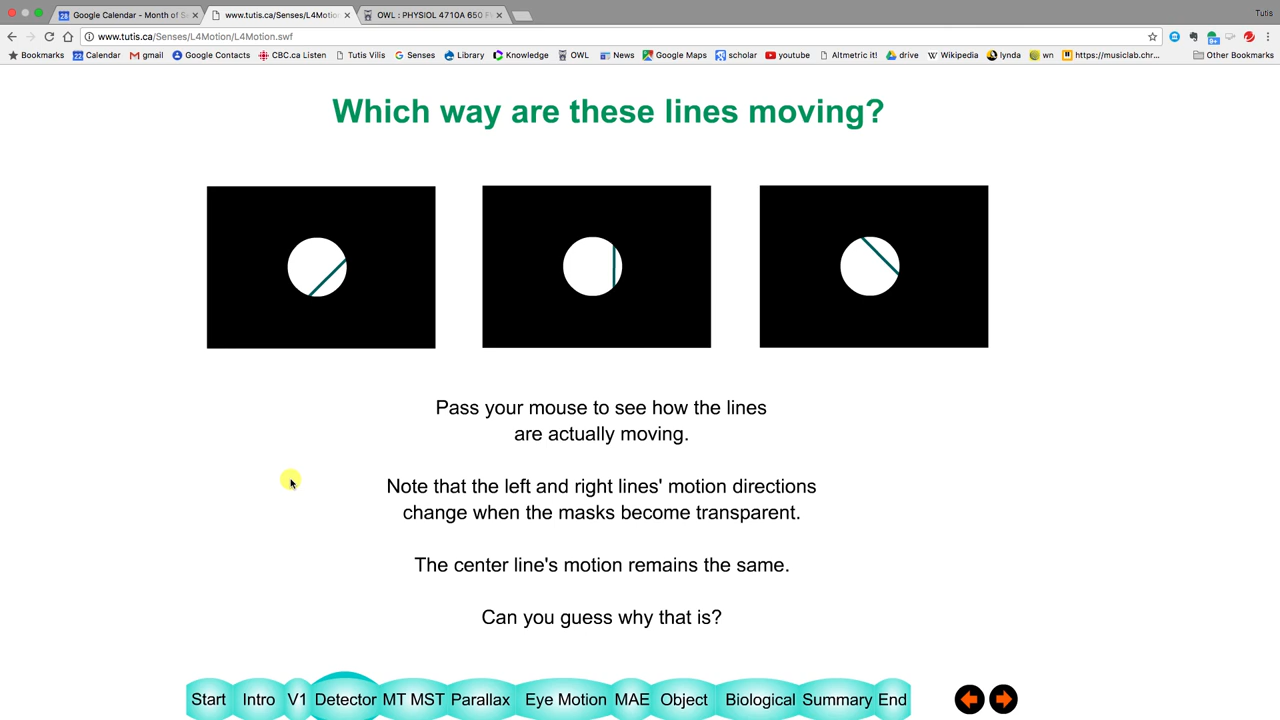 Google Calendar - Month of S
www.tutis.ca/Senses/L4Motio
OWL : PHYSIOL 4710A 650 F
Tutis
www.tutis.ca/Senses/L4Motion/L4Motion.swf
Bookmarks Calendar gmail Google Contacts CBC.ca Listen Tutis Vilis Senses Library Knowledge OWL News Google Maps scholar youtube Altmetric it! drive Wikipedia lynda wn https://musiclab.chr... Other Bookmarks
Which way are these lines moving?
Pass your mouse to see how the lines
are actually moving.
Note that the left and right lines' motion directions
change when the masks become transparent.
The center line's motion remains the same.
Can you guess why that is?
Start Intro V1 Detector MT MST Parallax Eye Motion MAE Object Biological Summary End